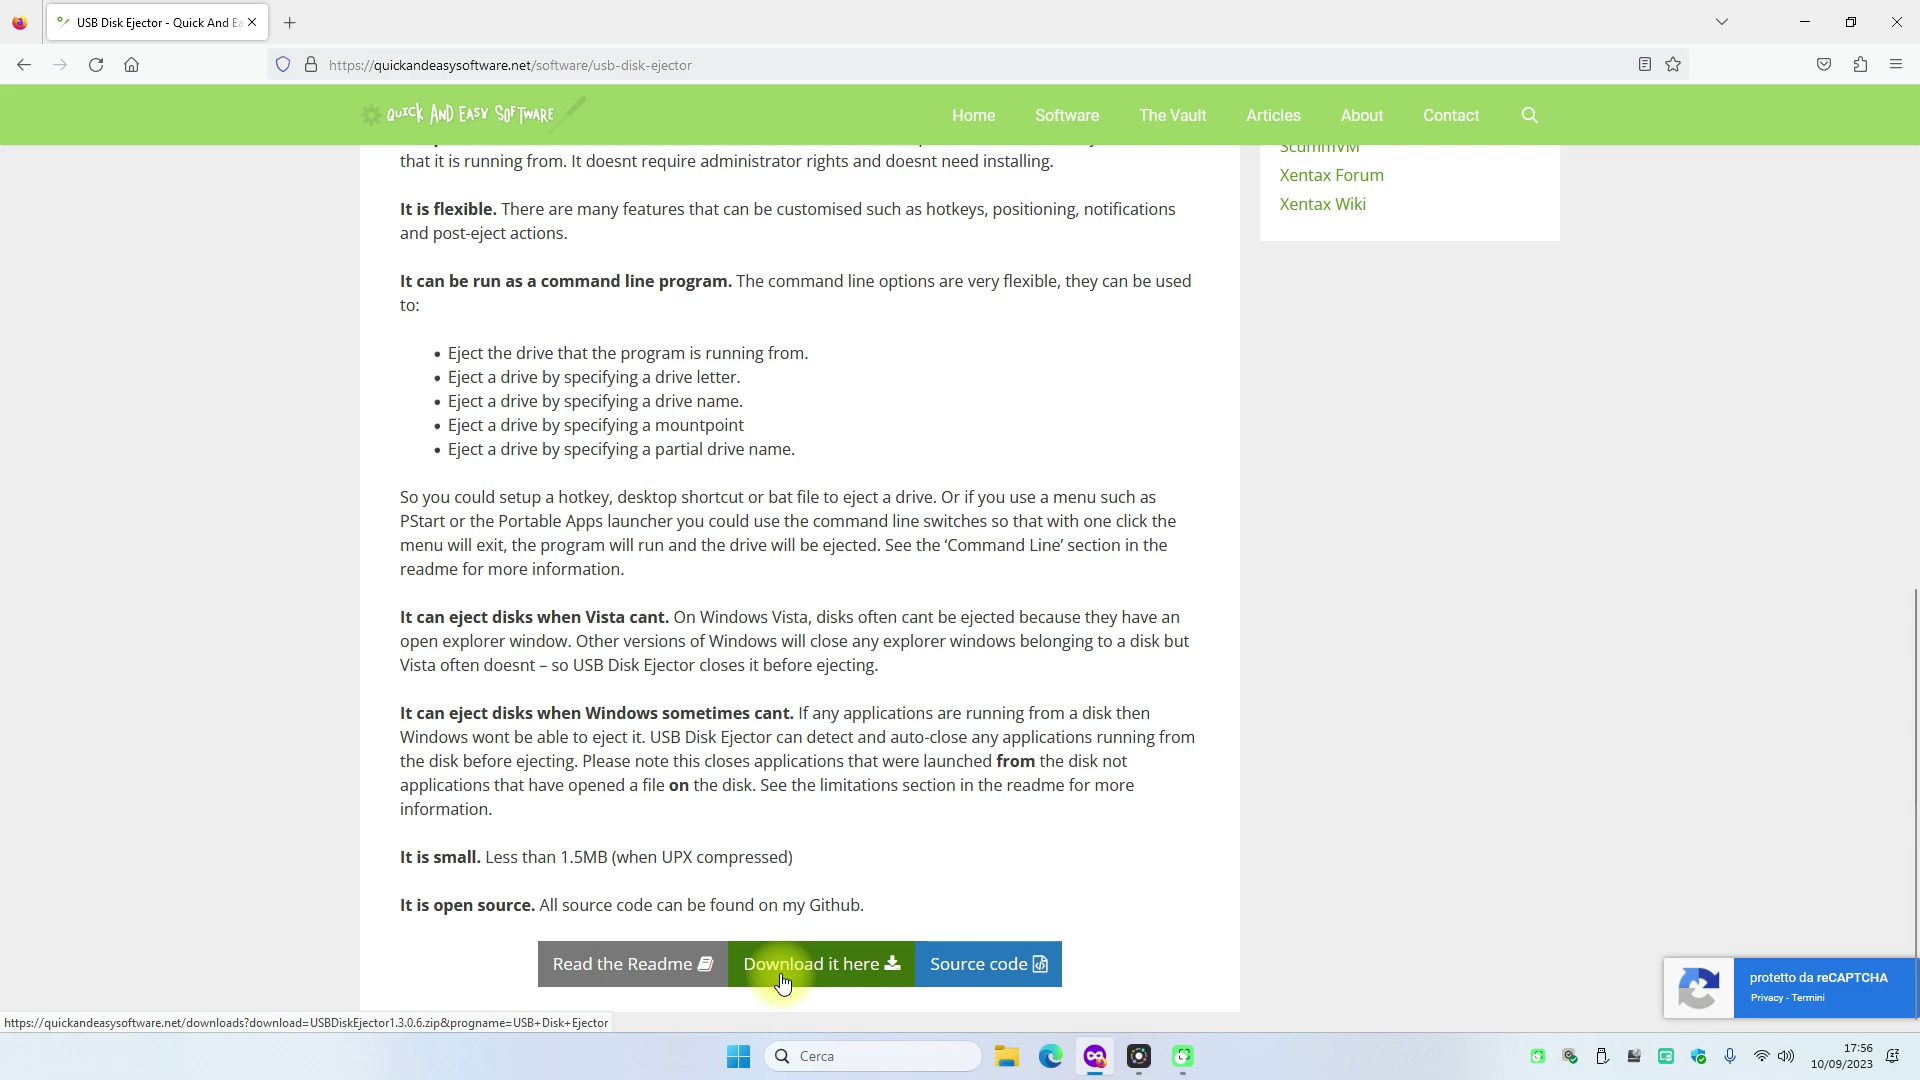 USB Disk Ejector - Quick And Ea
https://quickandeasysoftware.net/software/usb-disk-ejector
Quick And Easy Software
Home
Software
The Vault
Articles
About
Contact
that it is running from. It doesnt require administrator rights and doesnt need installing.
It is flexible. There are many features that can be customised such as hotkeys, positioning, notifications
and post-eject actions.
It can be run as a command line program. The command line options are very flexible, they can be used
to:
• Eject the drive that the program is running from.
• Eject a drive by specifying a drive letter.
• Eject a drive by specifying a drive name.
• Eject a drive by specifying a mountpoint
• Eject a drive by specifying a partial drive name.
So you could setup a hotkey, desktop shortcut or bat file to eject a drive. Or if you use a menu such as
PStart or the Portable Apps launcher you could use the command line switches so that with one click the
menu will exit, the program will run and the drive will be ejected. See the ‘Command Line’ section in the
readme for more information.
It can eject disks when Vista cant. On Windows Vista, disks often cant be ejected because they have an
open explorer window. Other versions of Windows will close any explorer windows belonging to a disk but
Vista often doesnt – so USB Disk Ejector closes it before ejecting.
It can eject disks when Windows sometimes cant. If any applications are running from a disk then
Windows wont be able to eject it. USB Disk Ejector can detect and auto-close any applications running from
the disk before ejecting. Please note this closes applications that were launched from the disk not
applications that have opened a file on the disk. See the limitations section in the readme for more
information.
It is small. Less than 1.5MB (when UPX compressed)
It is open source. All source code can be found on my Github.
Read the Readme
Download it here
Source code
ScummVM
Xentax Forum
Xentax Wiki
protetto da reCAPTCHA
Privacy - Termini
https://quickandeasysoftware.net/downloads?download=USBDiskEjector1.3.0.6.zip&progname=USB+Disk+Ejector
Cerca
17:56
10/09/2023